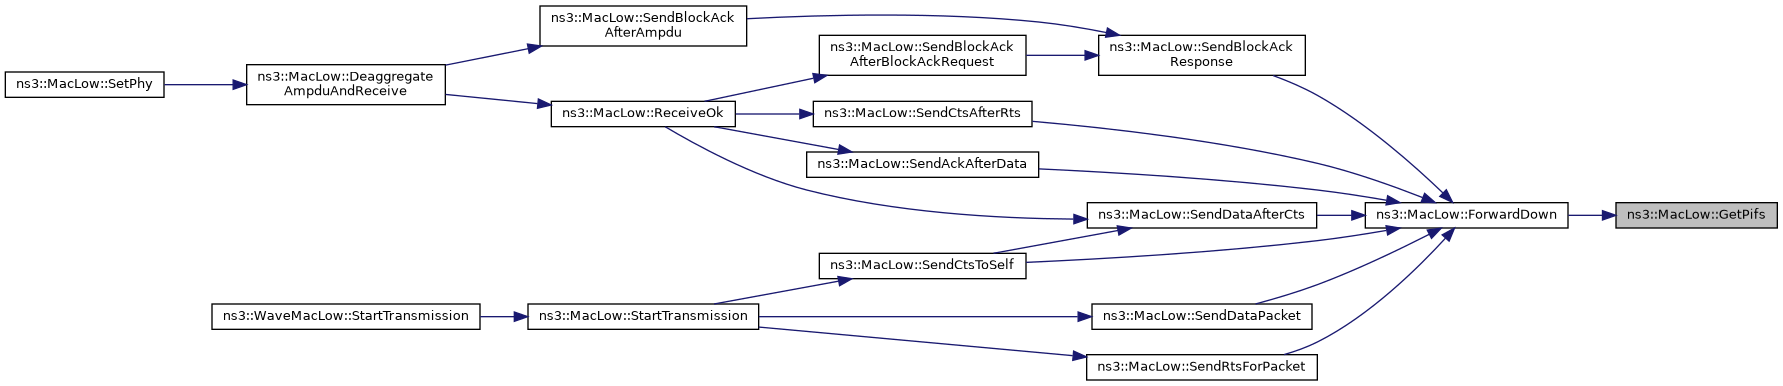 ns3::MacLow::SendBlockAck
AfterAmpdu
ns3::MacLow::SendBlockAck
AfterBlockAckRequest
ns3::MacLow::SendBlockAck
Response
ns3::MacLow::Deaggregate
AmpduAndReceive
ns3::MacLow::SetPhy
ns3::MacLow::ReceiveOk
ns3::MacLow::SendCtsAfterRts
ns3::MacLow::SendAckAfterData
ns3::MacLow::SendDataAfterCts
ns3::MacLow::ForwardDown
ns3::MacLow::GetPifs
ns3::MacLow::SendCtsToSelf
ns3::WaveMacLow::StartTransmission
ns3::MacLow::StartTransmission
ns3::MacLow::SendDataPacket
ns3::MacLow::SendRtsForPacket